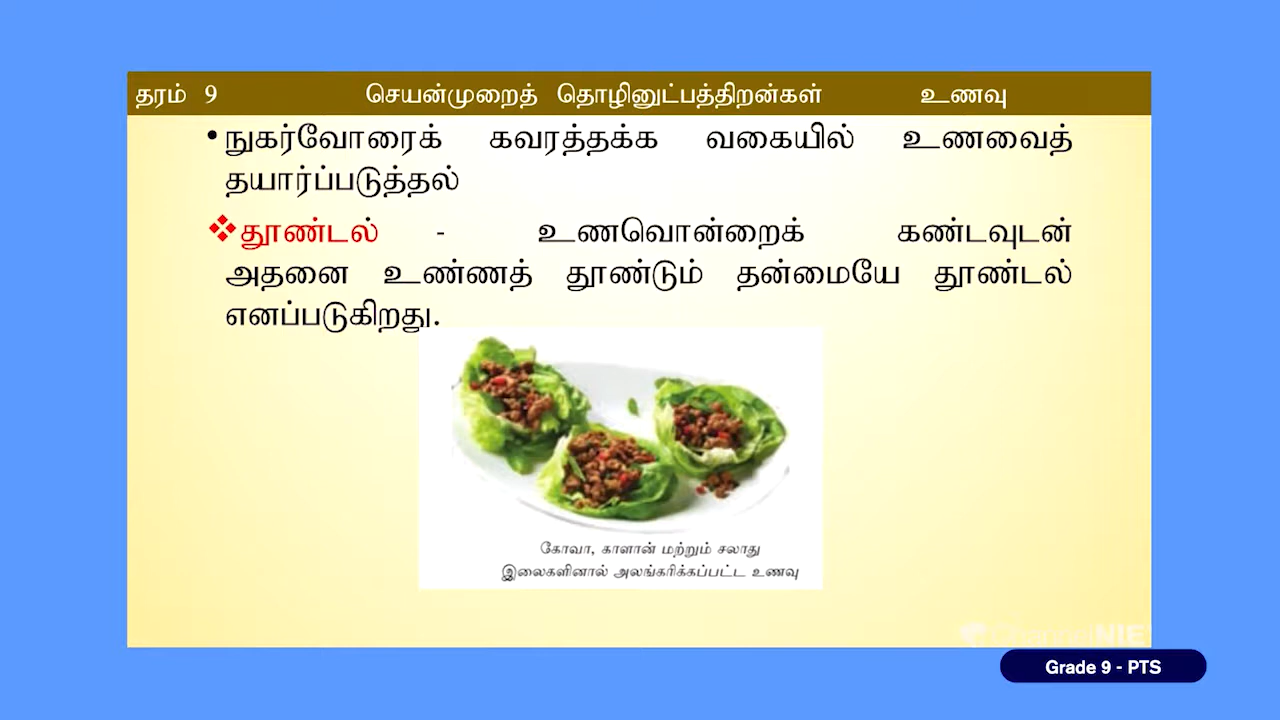 தரம் 9 செயன்முறைத் தொழினுட்பத்திறன்கள் உணவு
• நுகர்வோரைக் கவரத்தக்க வகையில் உணவைத்
தயார்ப்படுத்தல்
❖தூண்டல் - உணவொன்றைக் கண்டவுடன்
அதனை உண்ணத் தூண்டும் தன்மையே தூண்டல்
எனப்படுகிறது.
கோவா, காளான் மற்றும் சலாது
இலைகளினால் அலங்கரிக்கப்பட்ட உணவு
Channel NIE
Grade 9 - PTS